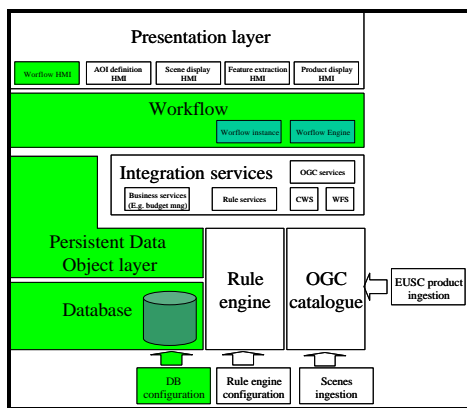 Presentation layer
Worflow HMI
AOI definition
HMI
Scene display
HMI
Feature extraction
HMI
Product display
HMI
Workflow
Worflow instance
Worflow Engine
Integration services
OGC services
Business services
(E.g. budget mng)
Rule services
CWS
WFS
Persistent Data
Object layer
Rule
engine
OGC
catalogue
EUSC product
ingestion
Database
DB
configuration
Rule engine
configuration
Scenes
ingestion